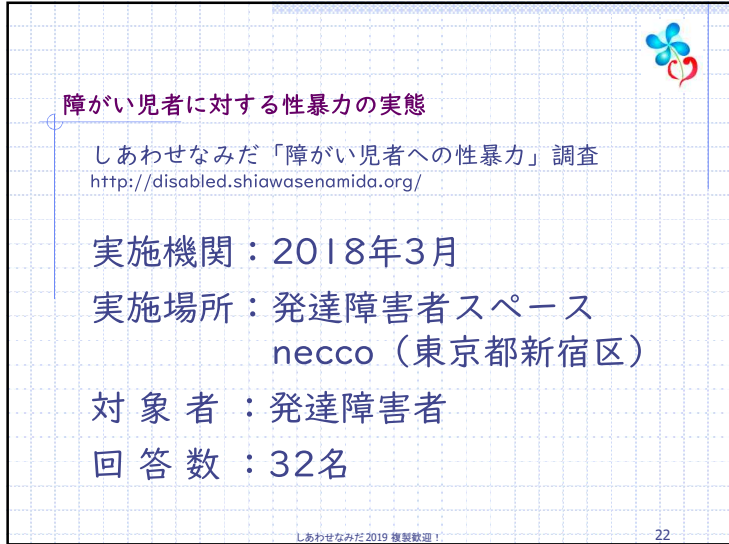 障がい児者に対する性暴力の実態
しあわせなみだ「障がい児者への性暴力」調査
http://disabled.shiawasenamida.org/
実施機関：2018年3月
実施場所：発達障害者スペース
necco（東京都新宿区）
対 象 者 ：発達障害者
回 答 数 ：32名
しあわせなみだ 2019 複製歓迎！
22